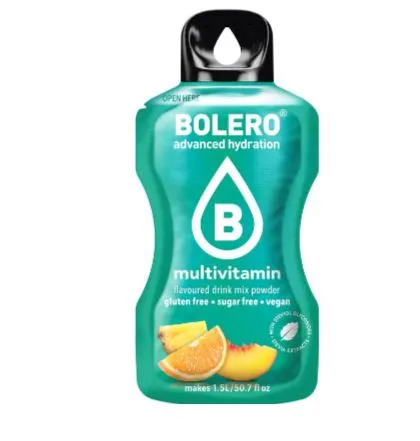 OPEN HERE
BOLERO®
advanced hydration
B
multivitamin
flavoured drink mix powder
gluten free • sugar free • vegan
makes 1.5L/50.7 fl oz